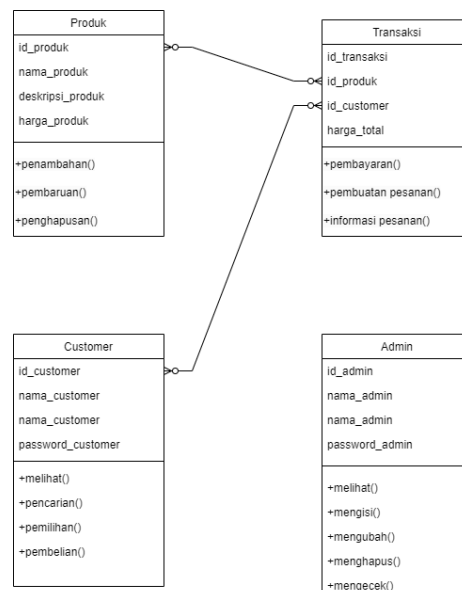 Produk
id_produk
nama_produk
deskripsi_produk
harga_produk
+penambahan()
+pembaruan()
+penghapusan()
Transaksi
id_transaksi
id_produk
id_customer
harga_total
+pembayaran()
+pembuatan pesanan()
+informasi pesanan()
Customer
id_customer
nama_customer
nama_customer
password_customer
+melihat()
+pencarian()
+pemilihan()
+pembelian()
Admin
id_admin
nama_admin
nama_admin
password_admin
+melihat()
+mengisi()
+mengubah()
+menghapus()
+mengecek()